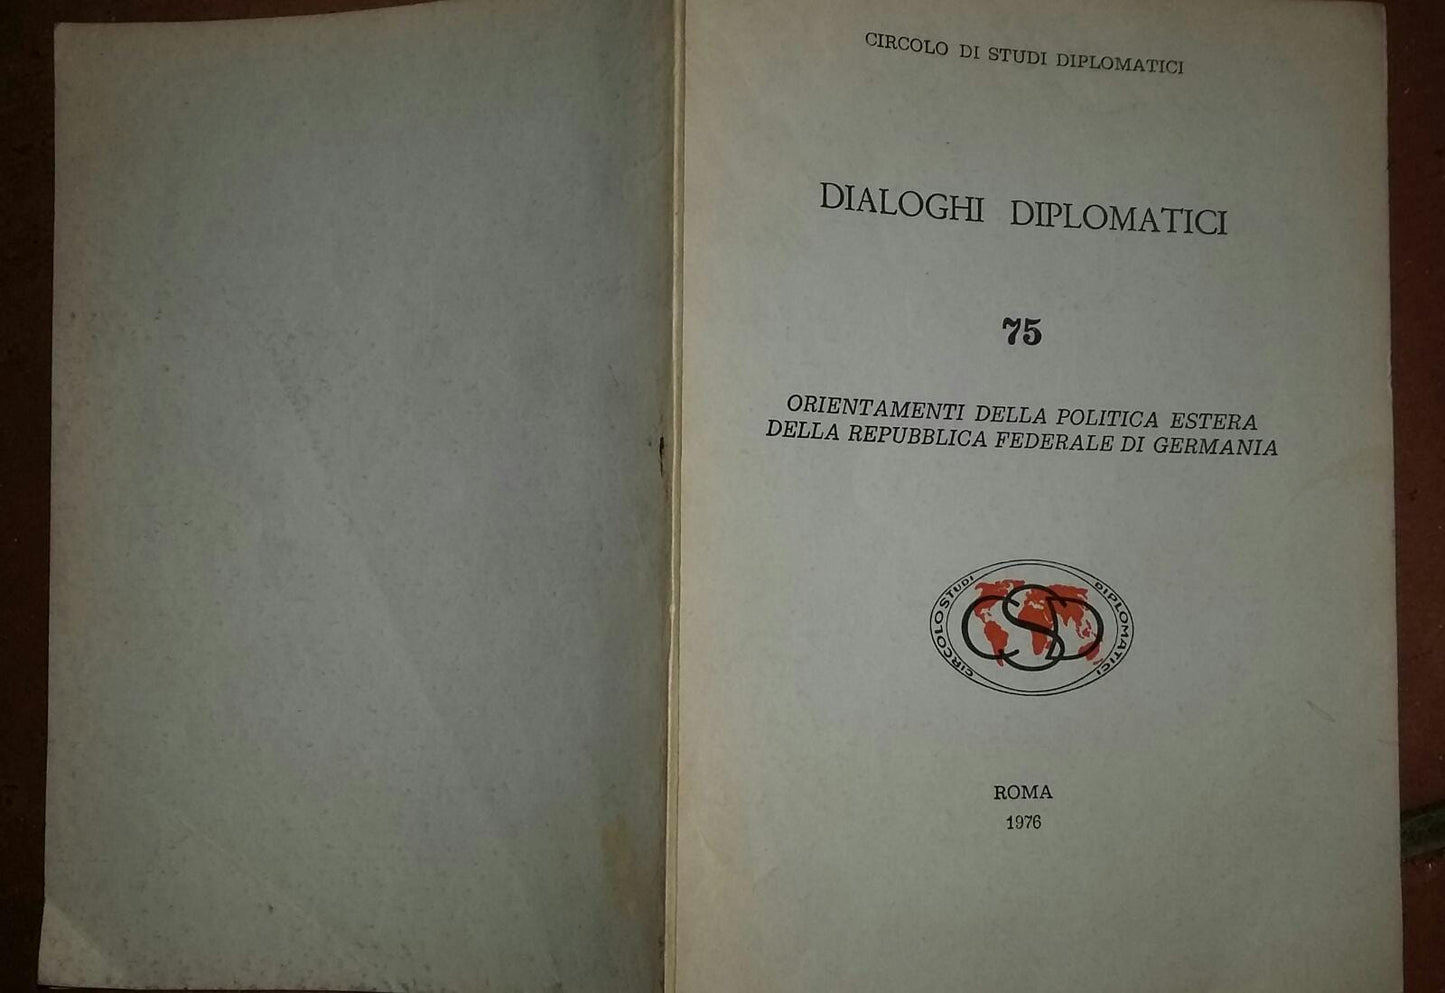 CIRCOLO DI STUDI DIPLOMATICI
DIALOGHI DIPLOMATICI
75
ORIENTAMENTI DELLA POLITICA ESTERA
DELLA REPUBBLICA FEDERALE DI GERMANIA
CIRCOLO STUDI DIPLOMATICI
CSD
ROMA
1976